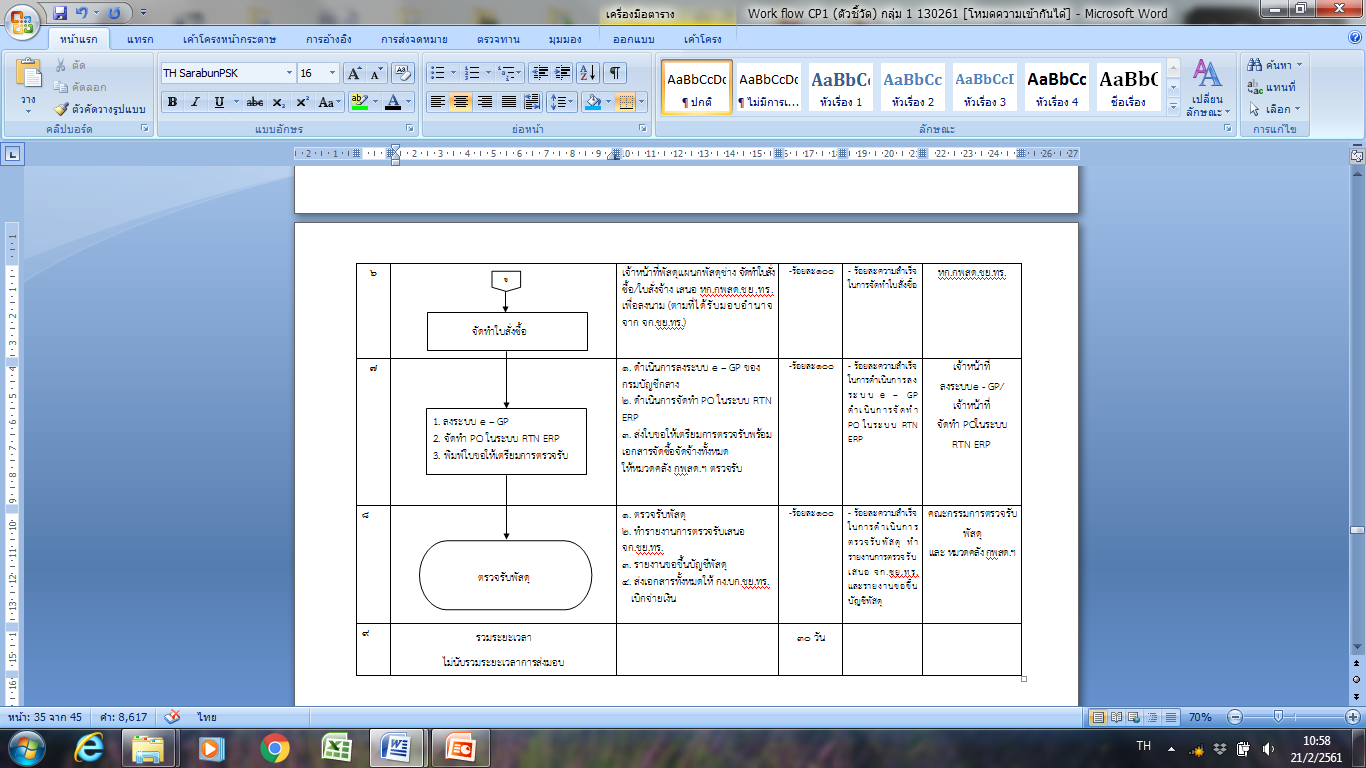 เครื่องมือตาราง
Work flow CP1 (ตัวชี้วัด) กลุ่ม 1 130261 [โหมดความเข้ากันได้] - Microsoft Word
หน้าแรก แทรก เค้าโครงหน้ากระดาษ การอ้างอิง การส่งจดหมาย ตรวจทาน มุมมอง ออกแบบ เค้าโครง
วาง
ตัด
คัดลอก
ตัวคัดวางรูปแบบ
คลิปบอร์ด
TH SarabunPSK 16
B I U abc X₂ X² Aa
แบบอักษร
ย่อหน้า
AaBbCcDc AaBbCcDc AaBbCc AaBbCc AaBbCcI AaBbCc AaBbC
¶ ปกติ ¶ ไม่มีการเ... หัวเรื่อง 1 หัวเรื่อง 2 หัวเรื่อง 3 หัวเรื่อง 4 ชื่อเรื่อง
ลักษณะ
เปลี่ยน
ลักษณะ
ค้นหา
แทนที่
เลือก
การแก้ไข
๖
ข
จัดทำใบสั่งซื้อ
เจ้าหน้าที่พัสดุแผนกพัสดุช่าง จัดทำใบสั่ง
ซื้อ/ใบสั่งจ้าง เสนอ หก.กพสด.ชย.ทร.
เพื่อลงนาม (ตามที่ได้รับมอบอำนาจ
จาก จก.ชย.ทร.)
-ร้อยละ๑๐๐
- ร้อยละความสำเร็จ
ในการจัดทำใบสั่งซื้อ
หก.กพสด.ชย.ทร.
๗
1. ลงระบบ e – GP
2. จัดทำ PO ในระบบ RTN ERP
3. พิมพ์ใบขอให้เตรียมการตรวจรับ
๑. ดำเนินการลงระบบ e – GP ของ
กรมบัญชีกลาง
๒. ดำเนินการจัดทำ PO ในระบบ RTN
ERP
๓. ส่งใบขอให้เตรียมการตรวจรับพร้อม
เอกสารจัดซื้อจัดจ้างทั้งหมด
ให้หมวดคลัง กพสด.ฯ ตรวจรับ
-ร้อยละ๑๐๐
- ร้อยละความสำเร็จ
ในการดำเนินการลง
ระบบ e – GP
ดำเนินการจัดทำ
PO ในระบบ RTN
ERP
เจ้าหน้าที่
ลงระบบe - GP/
เจ้าหน้าที่
จัดทำ POในระบบ
RTN ERP
๘
ตรวจรับพัสดุ
๑. ตรวจรับพัสดุ
๒. ทำรายงานการตรวจรับเสนอ
จก.ชย.ทร.
๓. รายงานขอขึ้นบัญชีพัสดุ
๔. ส่งเอกสารทั้งหมดให้ กง.บก.ชย.ทร.
เบิกจ่ายเงิน
-ร้อยละ๑๐๐
- ร้อยละความสำเร็จ
ในการดำเนินการ
ตรวจรับพัสดุ ทำ
รายงานการตรวจรับ
เสนอ จก.ชย.ทร.
และรายงานขอขึ้น
บัญชีพัสดุ
คณะกรรมการตรวจรับ
พัสดุ
และ หมวดคลัง กพสด.ฯ
๙
รวมระยะเวลา
ไม่นับรวมระยะเวลาการส่งมอบ
๓๐ วัน
หน้า: 35 จาก 45 คำ: 8,617 ไทย 70%
TH
10:58
21/2/2561